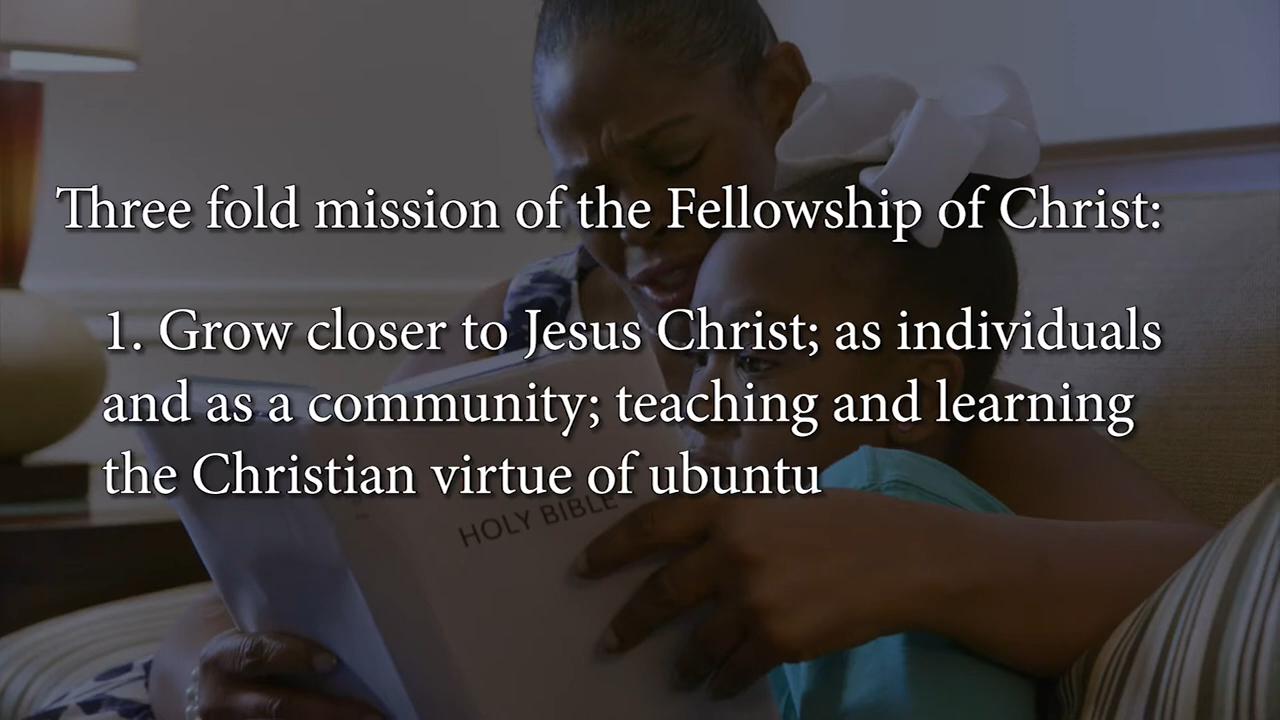 Three fold mission of the Fellowship of Christ:
1. Grow closer to Jesus Christ; as individuals
and as a community; teaching and learning
the Christian virtue of ubuntu
HOLY BIBLE